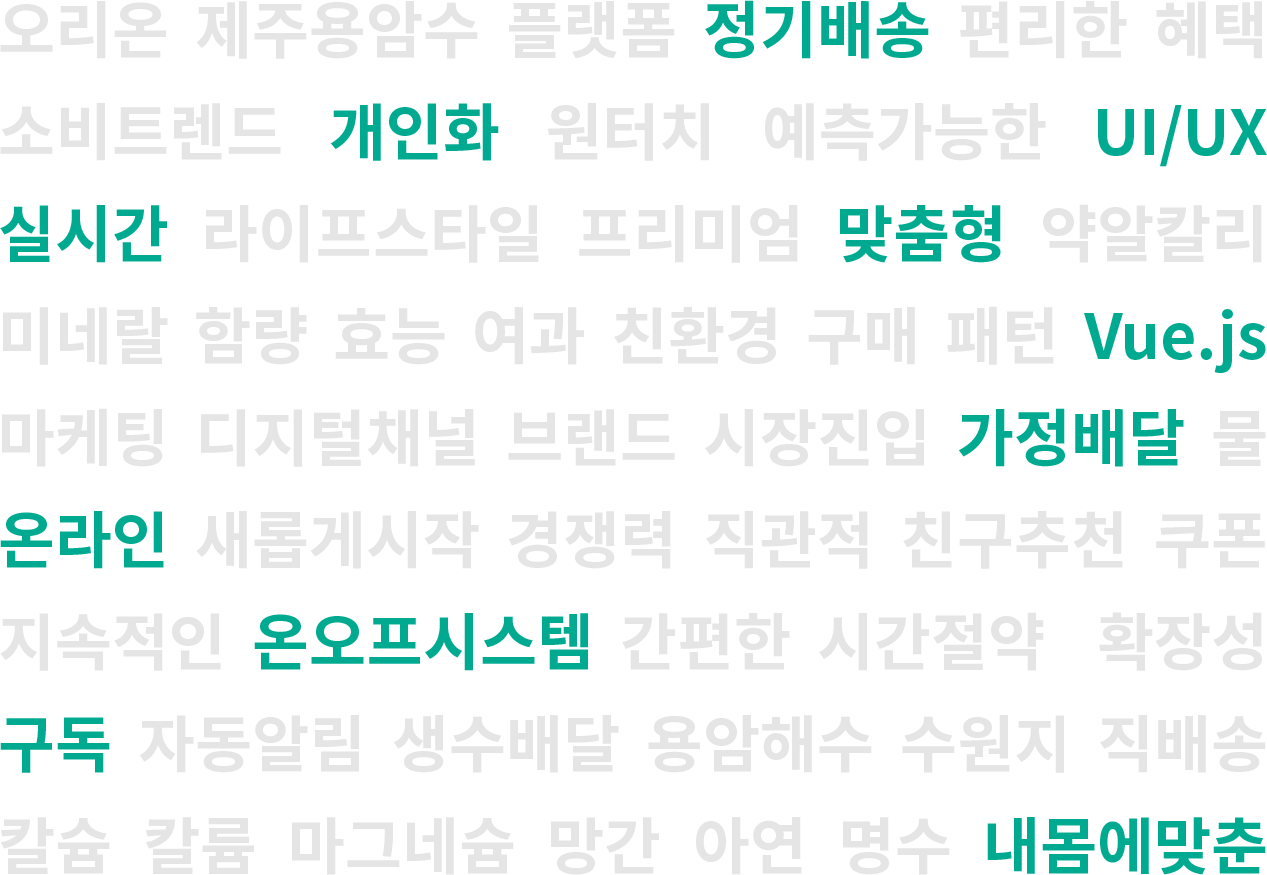 오리온 제주용암수 플랫폼 정기배송 편리한 혜택
소비트렌드 개인화 원터치 예측가능한 UI/UX
실시간 라이프스타일 프리미엄 맞춤형 약알칼리
미네랄 함량 효능 여과 친환경 구매 패턴 Vue.js
마케팅 디지털채널 브랜드 시장진입 가정배달 물
온라인 새롭게시작 경쟁력 직관적 친구추천 쿠폰
지속적인 온오프시스템 간편한 시간절약 확장성
구독 자동알림 생수배달 용암해수 수원지 직배송
칼슘 칼륨 마그네슘 망간 아연 명수 내몸에맞춘